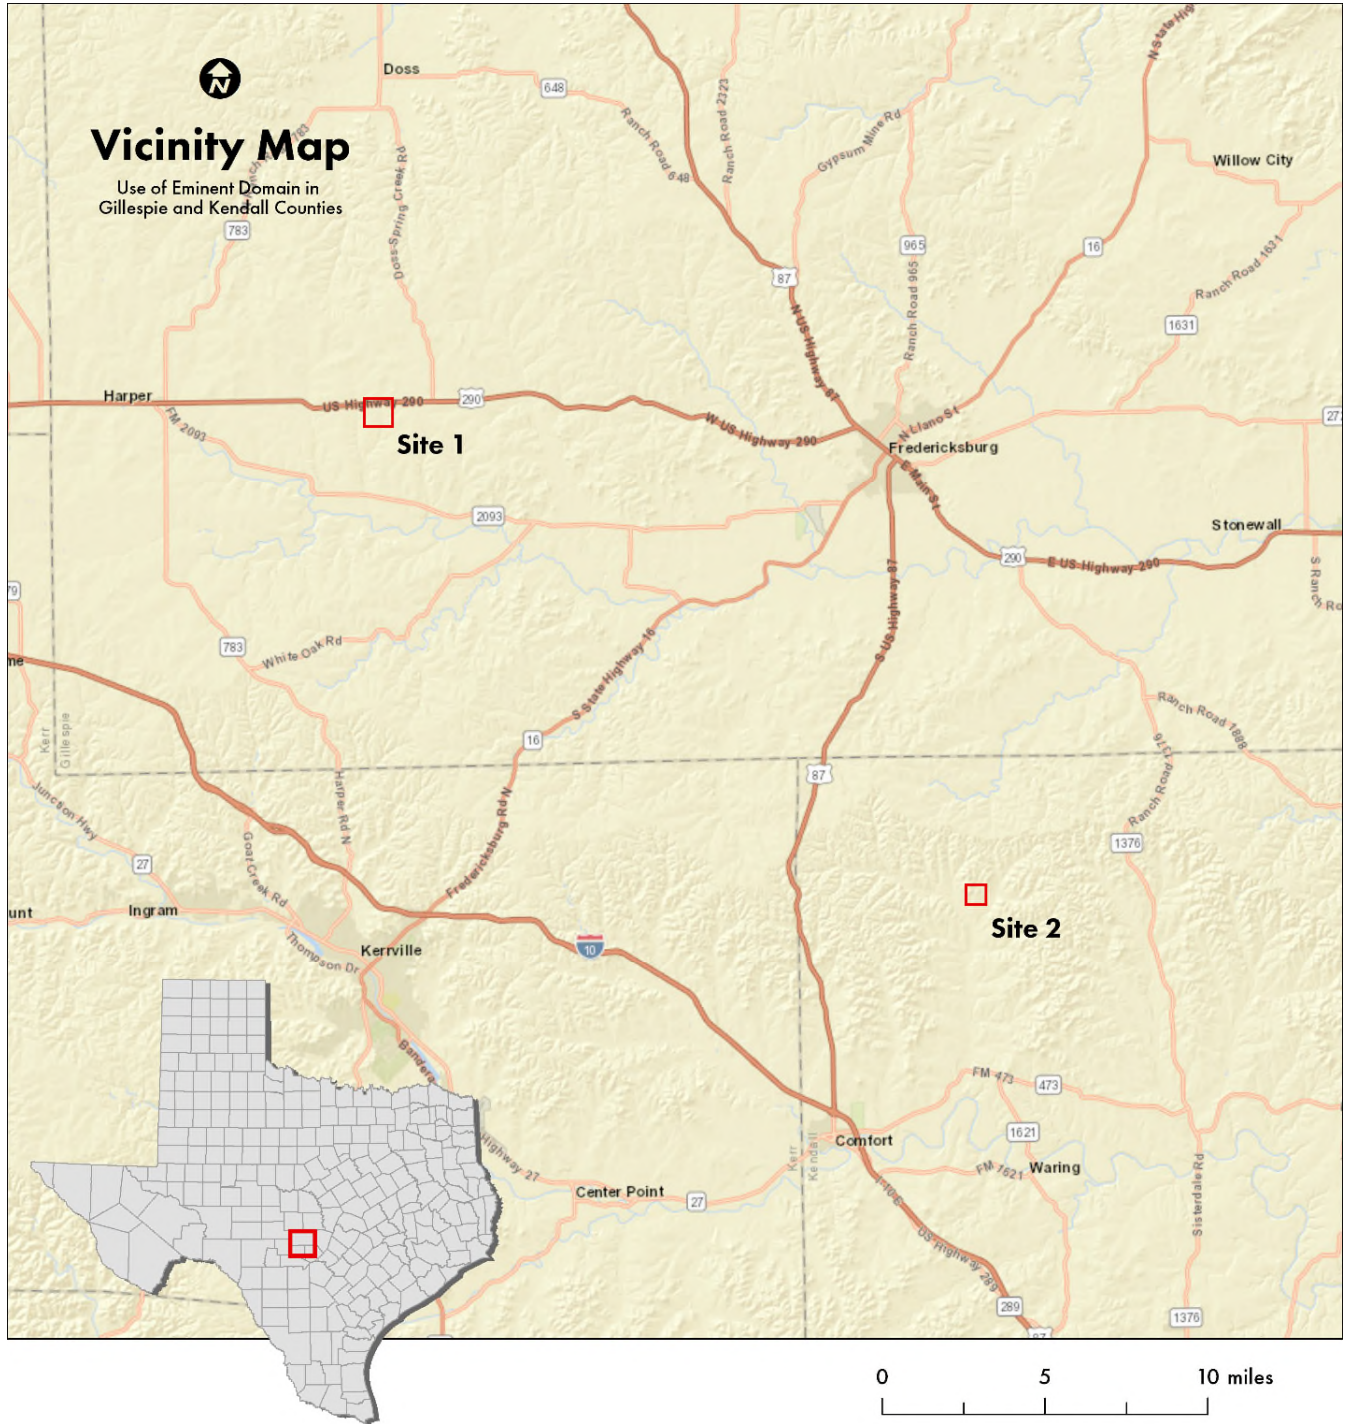 N
Vicinity Map
Use of Eminent Domain in
Gillespie and Kendall Counties
Doss
648
Ranch Road 648
Ranch Road 2323
Gypsum Mine Rd
Willow City
783
783
Doss-Spring Creek Rd
965
Ranch Road 965
16
Ranch Road 1631
1631
87
N US Highway 87
Harper
US Highway 290
290
W US Highway 290
N Llano St
Fredericksburg
E Main St
Site 1
FM 2093
2093
Stonewall
290
E US Highway 290
S US Highway 87
783
White Oak Rd
S State Highway 16
16
Ranch Road 1888
Ranch Road 1376
1376
Kerr
Gillespie
87
Junction Hwy
27
Goat Creek Rd
Harper Rd N
Fredericksburg Rd N
Ingram
Thompson Dr
Kerrville
10
Site 2
Bandera
FM 473
473
1621
FM 1621
Waring
Comfort
Kerr
Kendall
Highway 27
Center Point
27
I-10 E
US Highway 289
289
87
Sisterdale Rd
1376
0 5 10 miles